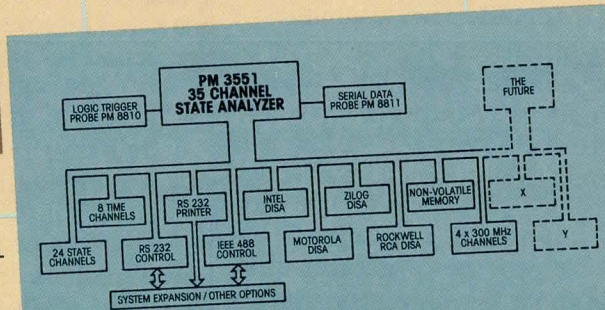 PM 3551
35 CHANNEL
STATE ANALYZER
LOGIC TRIGGER
PROBE PM 8810
SERIAL DATA
PROBE PM 8811
THE
FUTURE
8 TIME
CHANNELS
RS 232
PRINTER
INTEL
DISA
ZILOG
DISA
NON-VOLATILE
MEMORY
X
24 STATE
CHANNELS
RS 232
CONTROL
IEEE 488
CONTROL
MOTOROLA
DISA
ROCKWELL
RCA DISA
4 x 300 MHz
CHANNELS
Y
SYSTEM EXPANSION / OTHER OPTIONS